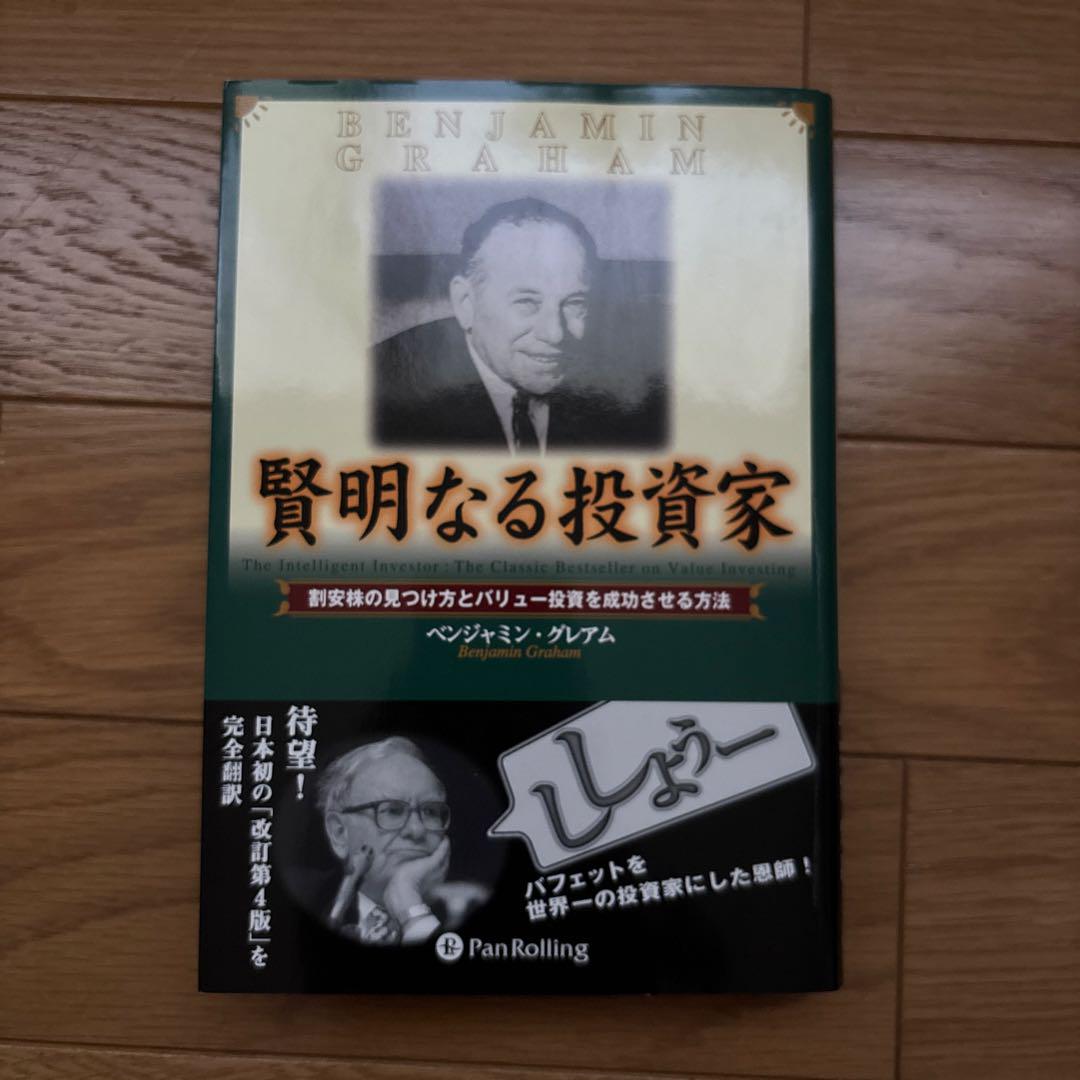 BENJAMIN
GRAHAM
賢明なる投資家
The Intelligent Investor : The Classic Bestseller on Value Investing
割安株の見つけ方とバリュー投資を成功させる方法
ベンジャミン・グレアム
Benjamin Graham
待望!
日本初の「改訂第4版」を
完全翻訳
ししょうー
バフェットを
世界一の投資家にした恩師!
PanRolling